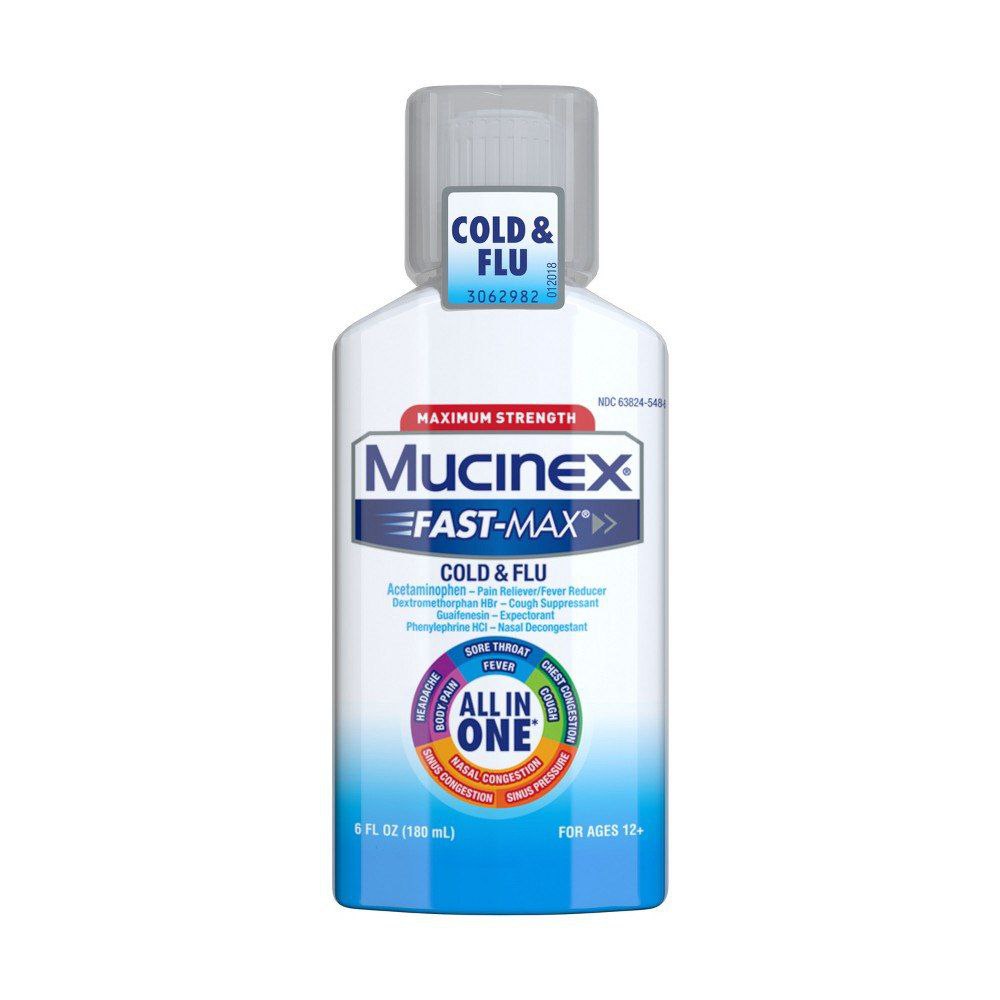 COLD &
FLU
3062982
012018
NDC 63824-548-6
MAXIMUM STRENGTH
MUCINEX®
FAST-MAX®
COLD & FLU
Acetaminophen – Pain Reliever/Fever Reducer
Dextromethorphan HBr – Cough Suppressant
Guaifenesin – Expectorant
Phenylephrine HCl – Nasal Decongestant
SORE THROAT
FEVER
HEADACHE
BODY PAIN
CHEST CONGESTION
COUGH
ALL IN
ONE*
NASAL CONGESTION
SINUS CONGESTION
SINUS PRESSURE
6 FL OZ (180 mL)
FOR AGES 12+